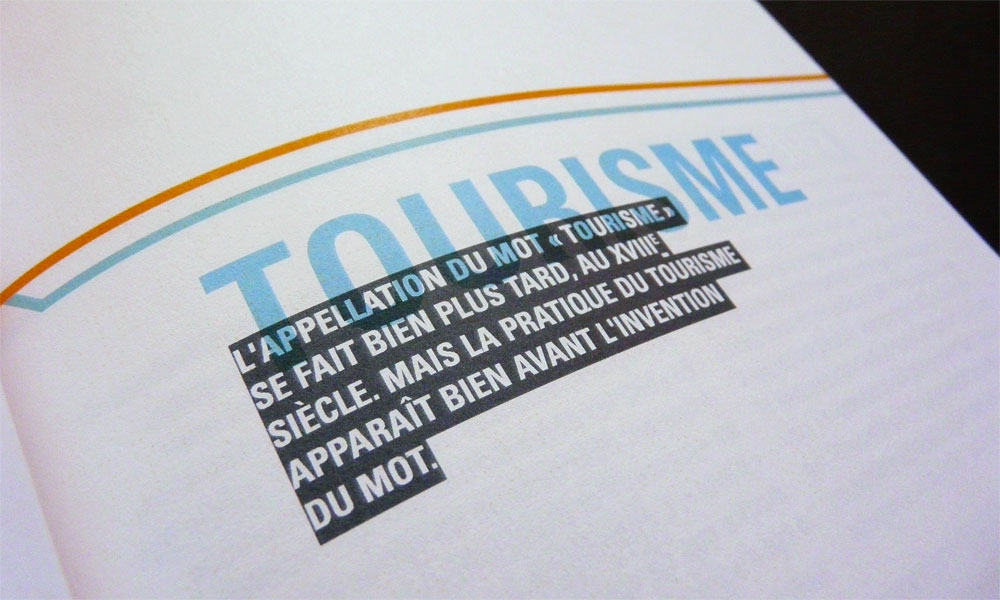 TOURISME
L'APPELLATION DU MOT « TOURISME »
SE FAIT BIEN PLUS TARD, AU XVIIIE
SIÈCLE. MAIS LA PRATIQUE DU TOURISME
APPARAÎT BIEN AVANT L'INVENTION
DU MOT.